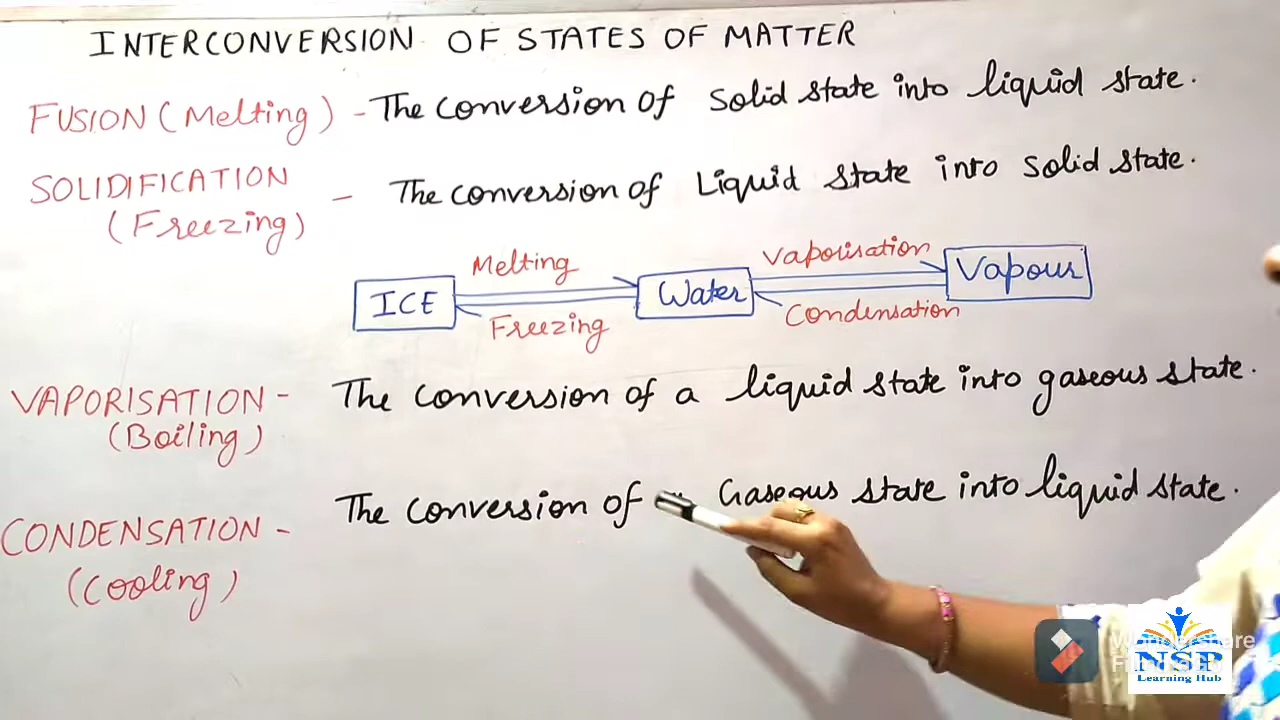 INTERCONVERSION OF STATES OF MATTER
FUSION (Melting) - The conversion of solid state into liquid state.
SOLIDIFICATION - The conversion of Liquid state into solid state.
(Freezing)
Melting
Vaporisation
ICE
Water
Vapour
Freezing
Condensation
VAPORISATION - The conversion of a liquid state into gaseous state.
(Boiling)
CONDENSATION - The conversion of Gaseous state into liquid state.
(Cooling)
Wondershare
NSP
Learning Hub